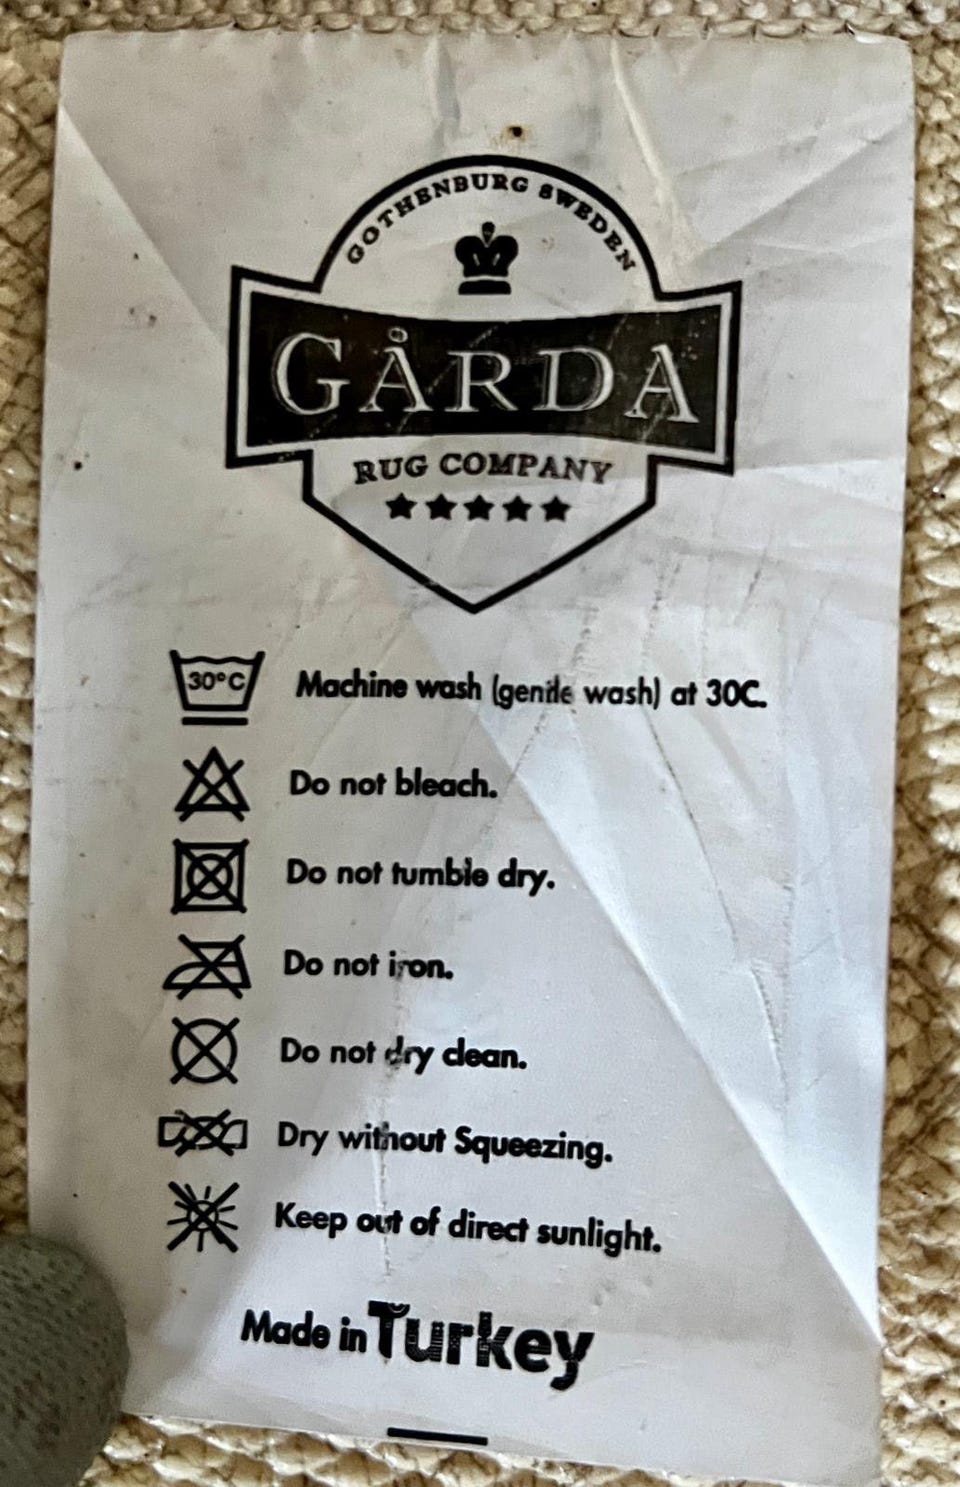 GOTHENBURG SWEDEN
GÅRDA
RUG COMPANY
30°C Machine wash (gentle wash) at 30C.
Do not bleach.
Do not tumble dry.
Do not iron.
Do not dry clean.
Dry without Squeezing.
Keep out of direct sunlight.
Made in Turkey